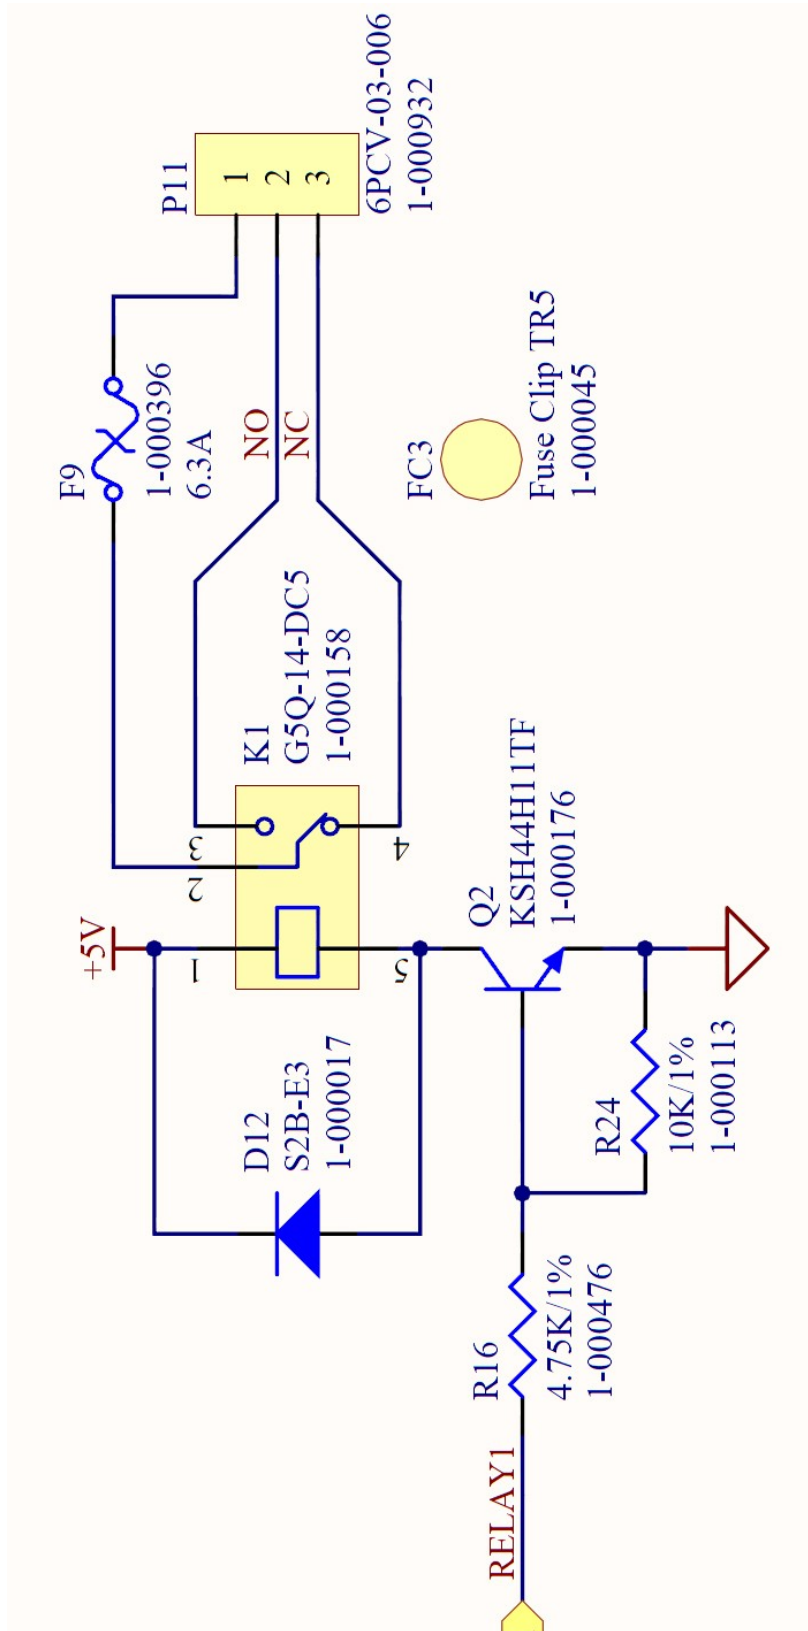 P11
1
2
3
6PCV-03-006
1-000932
F9
1-000396
6.3A
NO
NC
FC3
Fuse Clip TR5
1-000045
K1
G5Q-14-DC5
1-000158
3
2
4
+5V
1
5
Q2
KSH44H11TF
1-000176
D12
S2B-E3
1-000017
R24
10K/1%
1-000113
R16
4.75K/1%
1-000476
RELAY1